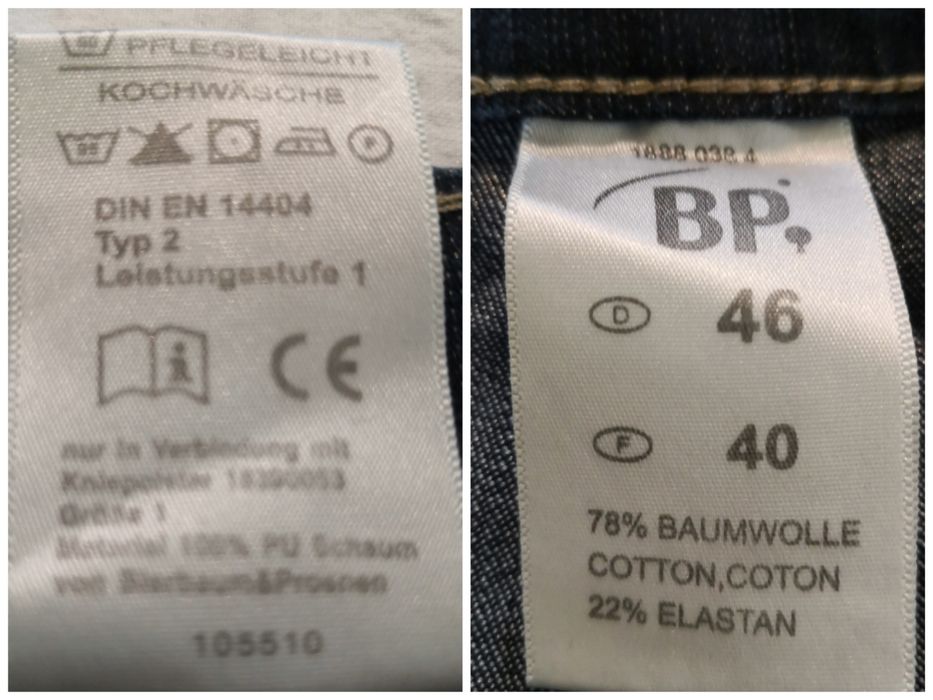 PFLEGELEICHT
KOCHWÄSCHE
P
DIN EN 14404
Typ 2
Leistungsstufe 1
i
CE
nur in Verbindung mit
Kniepolster 18390053
Größe 1
Material 100% PU Schaum
von Bierbaum&Proenen
105510
1888 038 4
BP
D 46
F 40
78% BAUMWOLLE
COTTON,COTON
22% ELASTAN